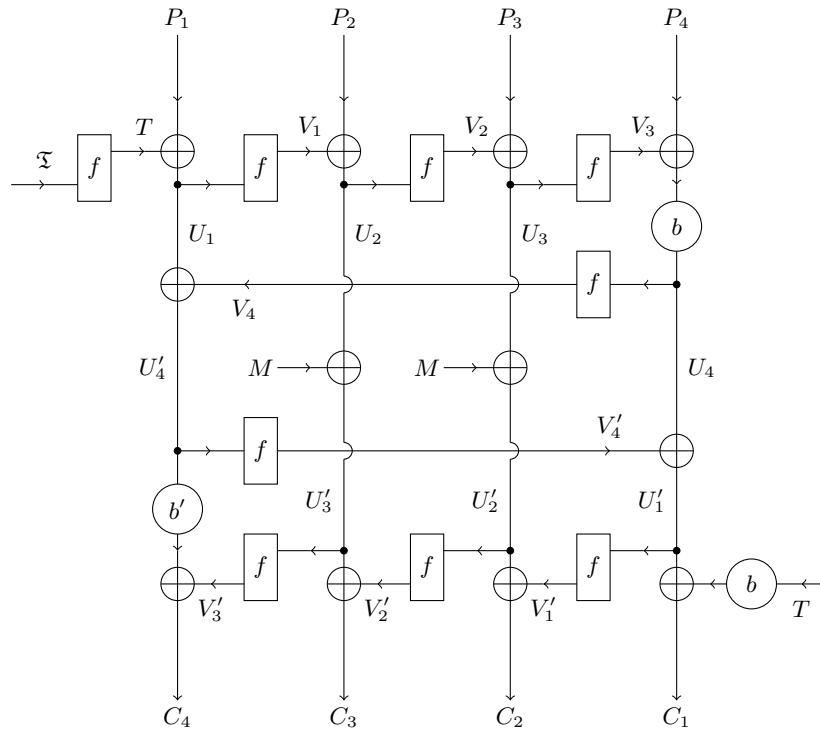 P₁ P₂ P₃ P₄
𝔗 f T f V₁ f V₂ f V₃
U₁ U₂ U₃ b
V₄ f
U′₄ M M U₄
f V′₄
b′ U′₃ U′₂ U′₁
V′₃ f V′₂ f V′₁ f b T
C₄ C₃ C₂ C₁